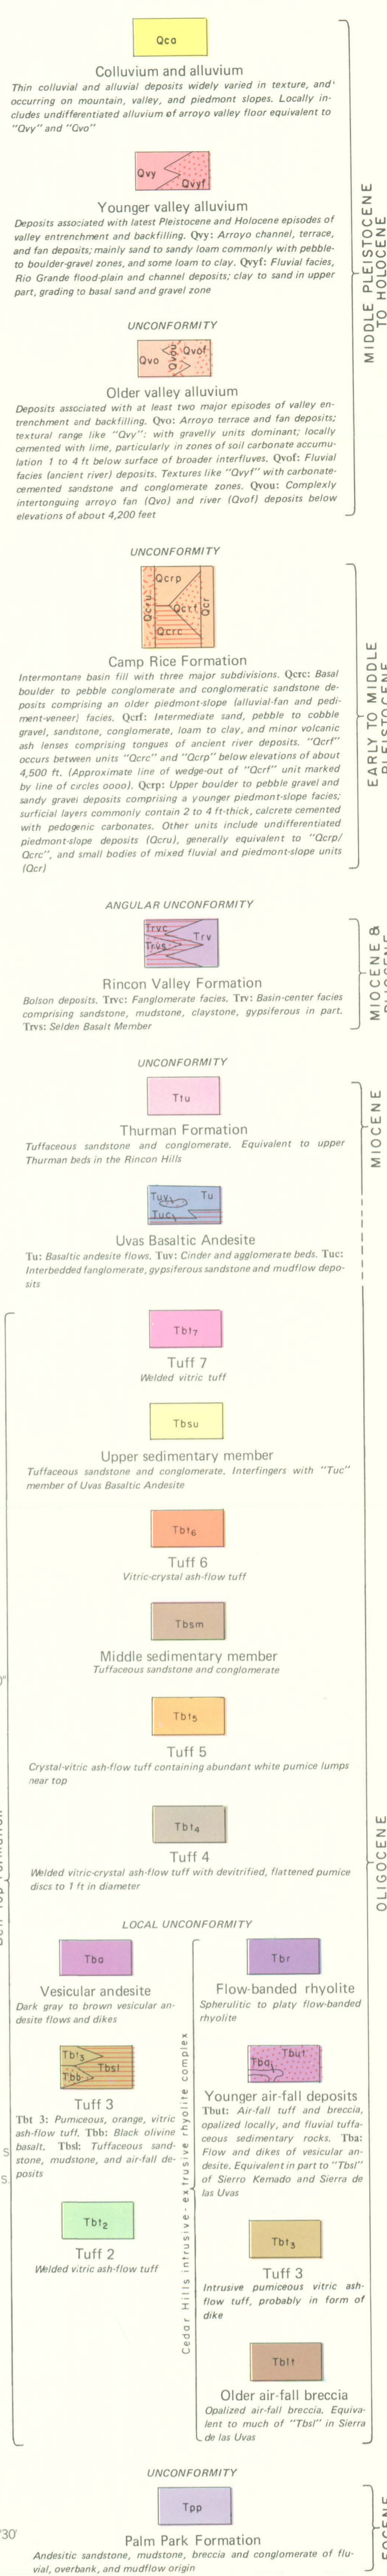 Qca
Colluvium and alluvium
Thin colluvial and alluvial deposits widely varied in texture, and
occurring on mountain, valley, and piedmont slopes. Locally in-
cludes undifferentiated alluvium of arroyo valley floor equivalent to
"Qvy" and "Qvo"
Qvy
Qvyf
Younger valley alluvium
Deposits associated with latest Pleistocene and Holocene episodes of
valley entrenchment and backfilling. Qvy: Arroyo channel, terrace,
and fan deposits; mainly sand to sandy loam commonly with pebble-
to boulder-gravel zones, and some loam to clay. Qvyf: Fluvial facies,
Rio Grande flood-plain and channel deposits; clay to sand in upper
part, grading to basal sand and gravel zone
UNCONFORMITY
Qvo
Qvou
Qvof
Older valley alluvium
Deposits associated with at least two major episodes of valley en-
trenchment and backfilling. Qvo: Arroyo terrace and fan deposits;
textural range like "Qvy": with gravelly units dominant; locally
cemented with lime, particularly in zones of soil carbonate accumu-
lation 1 to 4 ft below surface of broader interfluves. Qvof: Fluvial
facies (ancient river) deposits. Textures like "Qvyf" with carbonate-
cemented sandstone and conglomerate zones. Qvou: Complexly
intertonguing arroyo fan (Qvo) and river (Qvof) deposits below
elevations of about 4,200 feet
MIDDLE PLEISTOCENE
TO HOLOCENE
UNCONFORMITY
Qcru
Qcrp
Qcrf
Qcrc
Qcr
Camp Rice Formation
Intermontane basin fill with three major subdivisions. Qcrc: Basal
boulder to pebble conglomerate and conglomeratic sandstone de-
posits comprising an older piedmont-slope (alluvial-fan and pedi-
ment-veneer) facies. Qcrf: Intermediate sand, pebble to cobble
gravel, sandstone, conglomerate, loam to clay, and minor volcanic
ash lenses comprising tongues of ancient river deposits. "Qcrf"
occurs between units "Qcrc" and "Qcrp" below elevations of about
4,500 ft. (Approximate line of wedge-out of "Qcrf" unit marked
by line of circles oooo). Qcrp: Upper boulder to pebble gravel and
sandy gravel deposits comprising a younger piedmont-slope facies;
surficial layers commonly contain 2 to 4 ft-thick, calcrete cemented
with pedogenic carbonates. Other units include undifferentiated
piedmont-slope deposits (Qcru), generally equivalent to "Qcrp/
Qcrc", and small bodies of mixed fluvial and piedmont-slope units
(Qcr)
EARLY TO MIDDLE
PLEISTOCENE
ANGULAR UNCONFORMITY
Trvc
Trvs
Trv
Rincon Valley Formation
Bolson deposits. Trvc: Fanglomerate facies. Trv: Basin-center facies
comprising sandstone, mudstone, claystone, gypsiferous in part.
Trvs: Selden Basalt Member
MIOCENE &
UNCONFORMITY
Ttu
Thurman Formation
Tuffaceous sandstone and conglomerate. Equivalent to upper
Thurman beds in the Rincon Hills
MIOCENE
Tuv
Tu
Tuc
Uvas Basaltic Andesite
Tu: Basaltic andesite flows. Tuv: Cinder and agglomerate beds. Tuc:
Interbedded fanglomerate, gypsiferous sandstone and mudflow depo-
sits
Tbt7
Tuff 7
Welded vitric tuff
Tbsu
Upper sedimentary member
Tuffaceous sandstone and conglomerate. Interfingers with "Tuc"
member of Uvas Basaltic Andesite
Tbt6
Tuff 6
Vitric-crystal ash-flow tuff
Tbsm
Middle sedimentary member
Tuffaceous sandstone and conglomerate
Tbt5
Tuff 5
Crystal-vitric ash-flow tuff containing abundant white pumice lumps
near top
Tbt4
Tuff 4
Welded vitric-crystal ash-flow tuff with devitrified, flattened pumice
discs to 1 ft in diameter
OLIGOCENE
LOCAL UNCONFORMITY
Tba
Vesicular andesite
Dark gray to brown vesicular an-
desite flows and dikes
Tbt3
Tbsl
Tbb
Tuff 3
Tbt 3: Pumiceous, orange, vitric
ash-flow tuff. Tbb: Black olivine
basalt. Tbsl: Tuffaceous sand-
stone, mudstone, and air-fall de-
posits
Tbt2
Tuff 2
Welded vitric ash-flow tuff
Cedar Hills intrusive-extrusive rhyolite complex
Tbr
Flow-banded rhyolite
Spherulitic to platy flow-banded
rhyolite
Tbut
Tba
Younger air-fall deposits
Tbut: Air-fall tuff and breccia,
opalized locally, and fluvial tuffa-
ceous sedimentary rocks. Tba:
Flow and dikes of vesicular an-
desite. Equivalent in part to "Tbsl"
of Sierro Kemado and Sierra de
las Uvas
Tbt3
Tuff 3
Intrusive pumiceous vitric ash-
flow tuff, probably in form of
dike
Tblt
Older air-fall breccia
Opalized air-fall breccia. Equiva-
lent to much of "Tbsl" in Sierra
de las Uvas
UNCONFORMITY
Tpp
Palm Park Formation
Andesitic sandstone, mudstone, breccia and conglomerate of flu-
vial, overbank, and mudflow origin
30'